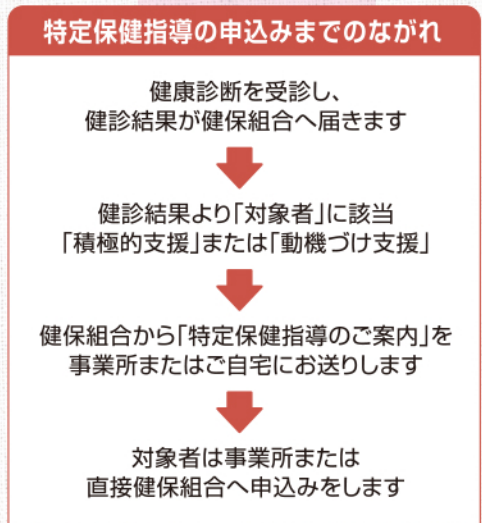 特定保健指導の申込みまでのながれ
健康診断を受診し、
健診結果が健保組合へ届きます
健診結果より「対象者」に該当
「積極的支援」または「動機づけ支援」
健保組合から「特定保健指導のご案内」を
事業所またはご自宅にお送りします
対象者は事業所または
直接健保組合へ申込みをします